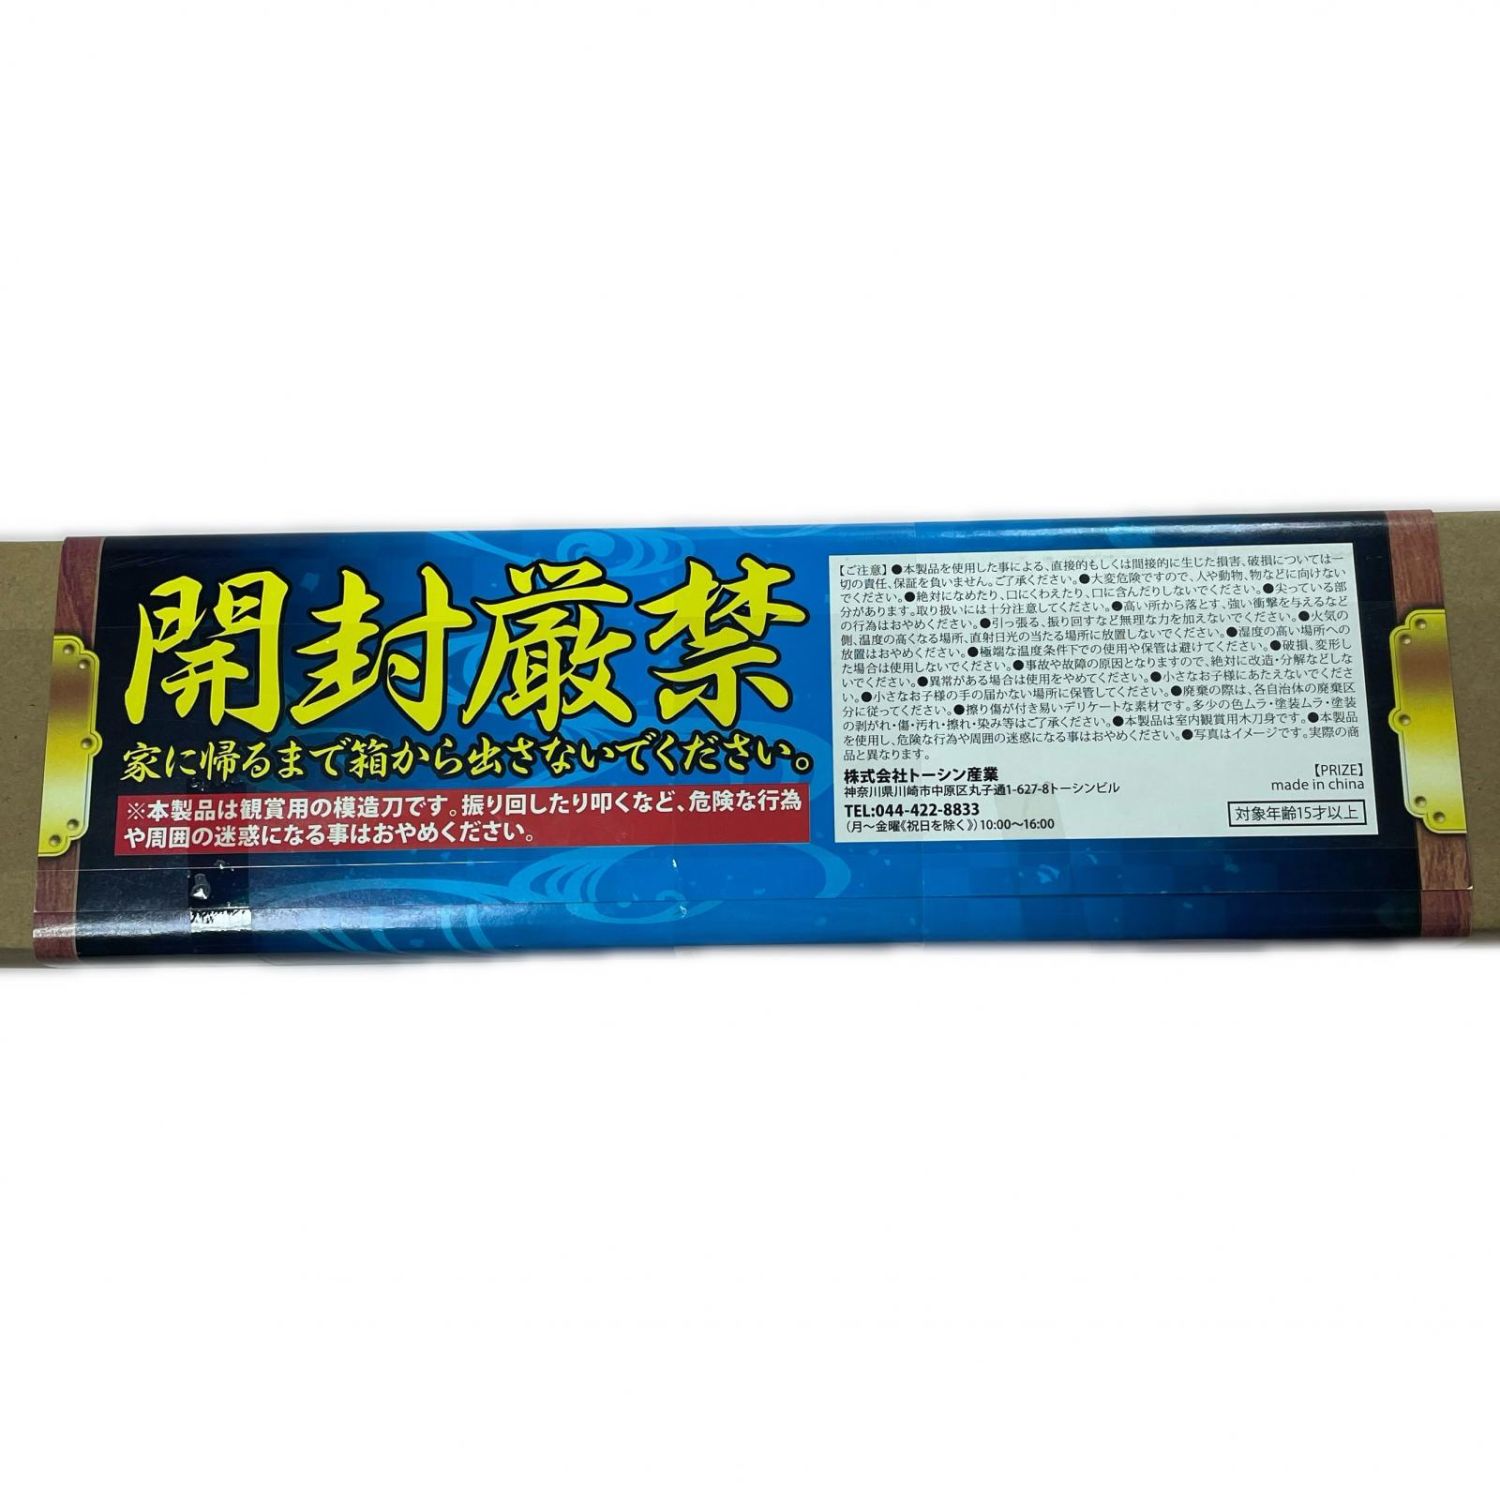 開封厳禁
家に帰るまで箱から出さないでください。
※本製品は観賞用の模造刀です。振り回したり叩くなど、危険な行為
や周囲の迷惑になる事はおやめください。
【ご注意】●本製品を使用した事による、直接的もしくは間接的に生じた損害、破損については一
切の責任、保証を負いません。ご了承ください。●大変危険ですので、人や動物、物などに向けない
でください。●絶対になめたり、口にくわえたり、口に含んだりしないでください。●尖っている部
分があります。取り扱いには十分注意してください。●高い所から落とす、強い衝撃を与えるなど
の行為はおやめください。●引っ張る、振り回すなど無理な力を加えないでください。●火気の
側、温度の高くなる場所、直射日光の当たる場所に放置しないでください。●湿度の高い場所への
放置はおやめください。●極端な温度条件下での使用や保管は避けてください。●破損、変形し
た場合は使用しないでください。●事故や故障の原因となりますので、絶対に改造・分解などしな
いでください。●異常がある場合は使用をやめてください。●小さなお子様にあたえないでくださ
い。●小さなお子様の手の届かない場所に保管してください。●廃棄の際は、各自治体の廃棄区
分に従ってください。●擦り傷が付き易いデリケートな素材です。多少の色ムラ・塗装ムラ・塗装
の剥がれ・傷・汚れ・擦れ・染み等はご了承ください。●本製品は室内観賞用木刀身です。●本製品
を使用し、危険な行為や周囲の迷惑になる事はおやめください。●写真はイメージです。実際の商
品と異なります。
株式会社トーシン産業
神奈川県川崎市中原区丸子通1-627-8トーシンビル
TEL:044-422-8833
（月〜金曜《祝日を除く》）10:00〜16:00
【PRIZE】
made in china
対象年齢15才以上